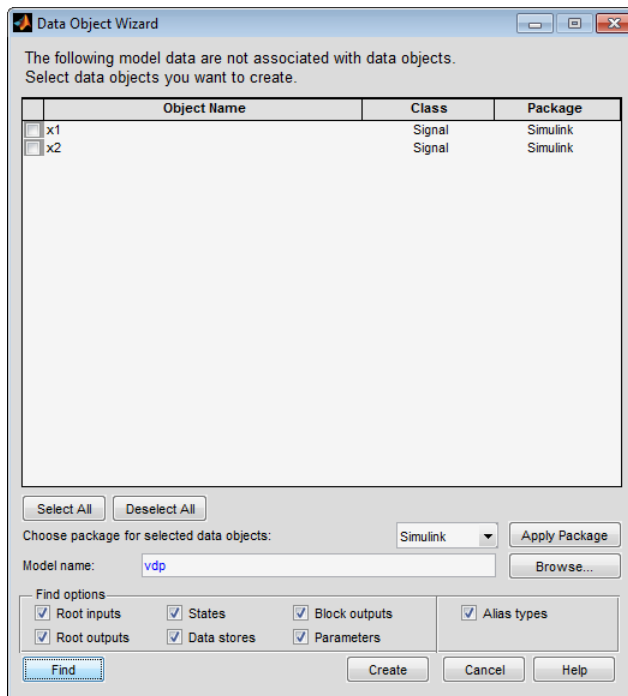 Data Object Wizard
The following model data are not associated with data objects.
Select data objects you want to create.
Object Name Class Package
x1 Signal Simulink
x2 Signal Simulink
Select All Deselect All
Choose package for selected data objects: Simulink Apply Package
Model name: vdp Browse...
Find options
Root inputs States Block outputs Alias types
Root outputs Data stores Parameters
Find Create Cancel Help